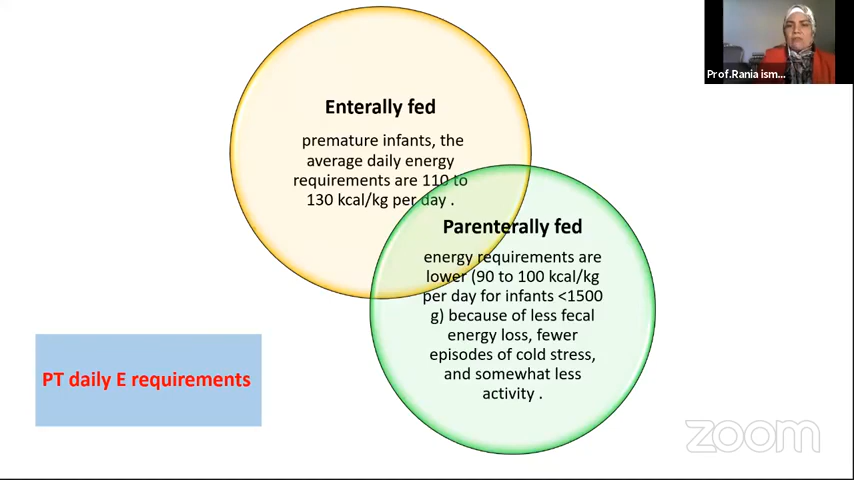 Enterally fed
premature infants, the
average daily energy
requirements are 110 to
130 kcal/kg per day .
Parenterally fed
energy requirements are
lower (90 to 100 kcal/kg
per day for infants <1500
g) because of less fecal
energy loss, fewer
episodes of cold stress,
and somewhat less
activity .
PT daily E requirements
Prof.Rania ism...
zoom